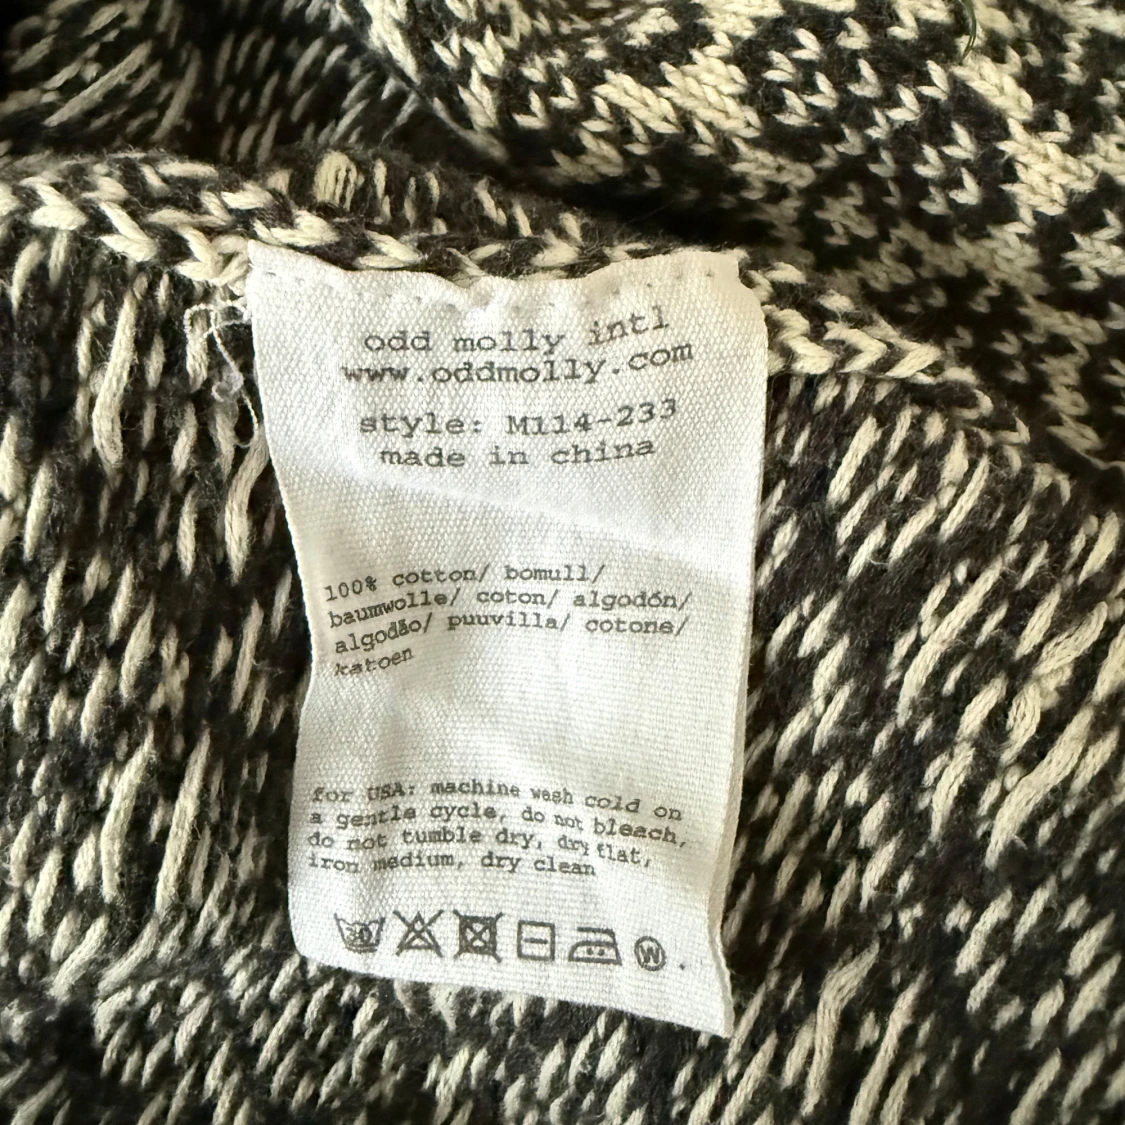 odd molly intl
www.oddmolly.com
style: M114-233
made in china
100% cotton/ bomull/
baumwolle/ coton/ algodón/
algodão/ puuvilla/ cotone/
katoen
for USA: machine wash cold on
a gentle cycle, do not bleach,
do not tumble dry, dry flat,
iron medium, dry clean
30 W